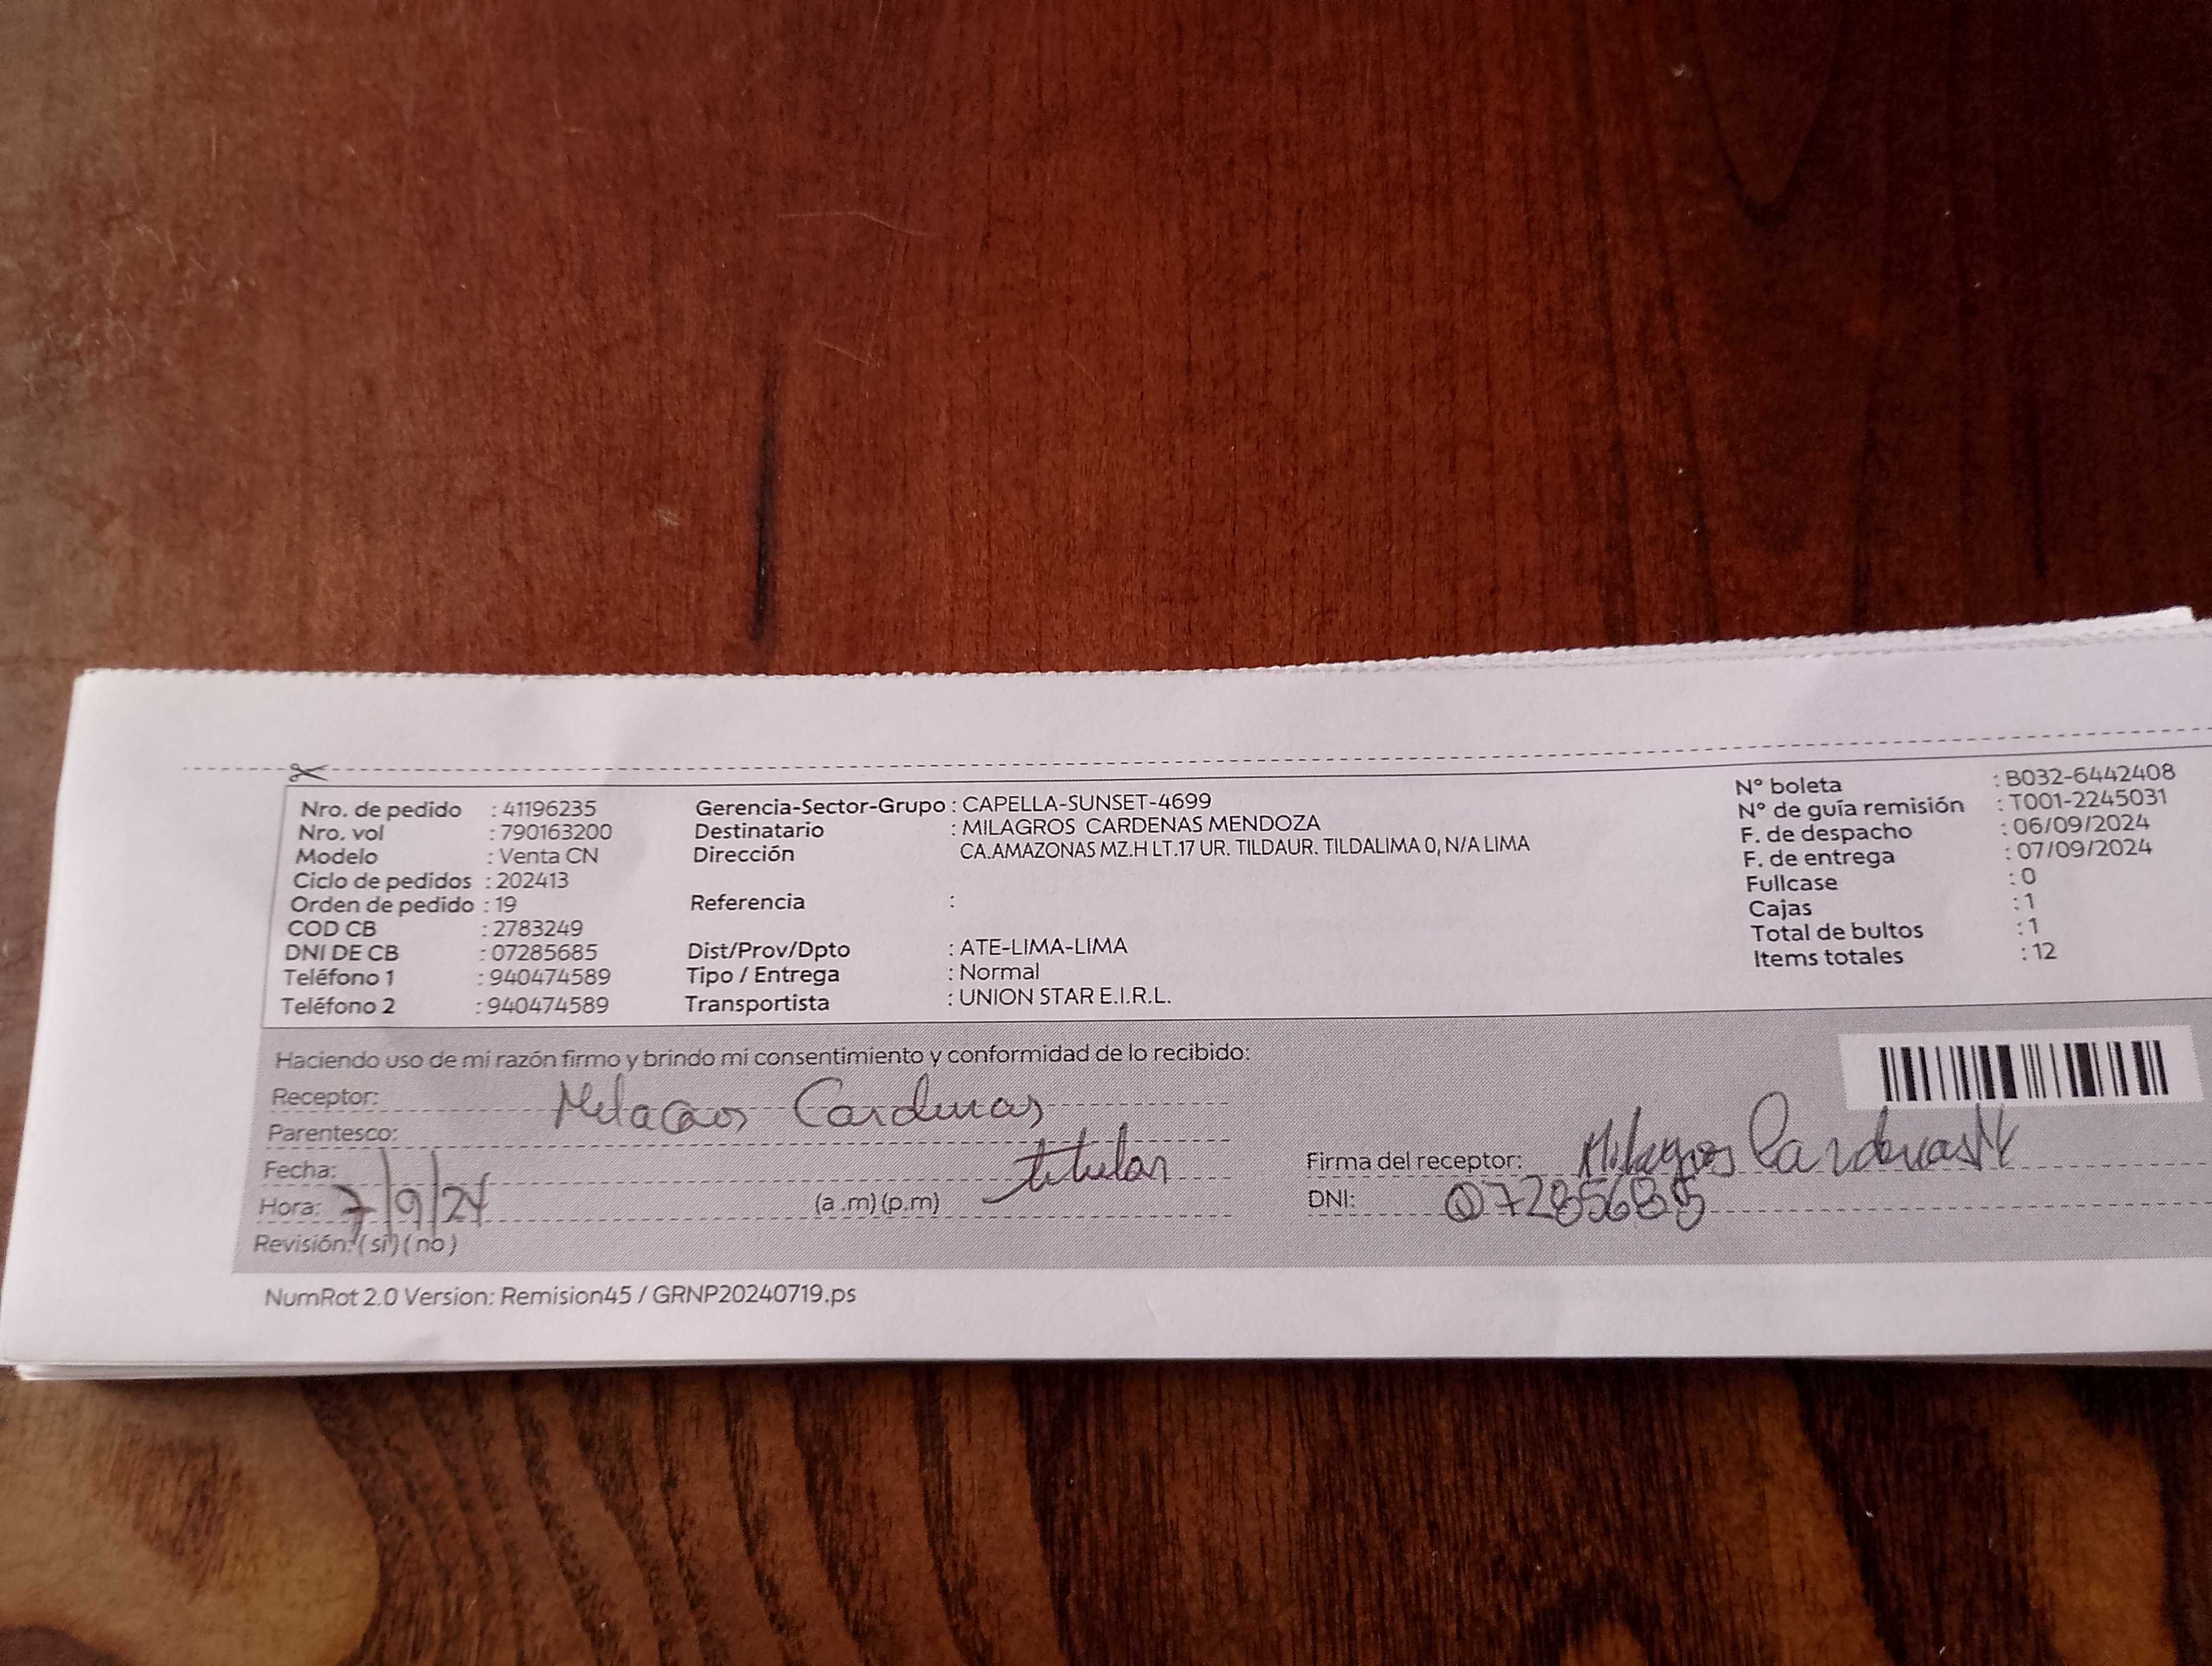 Nro. de pedido : 41196235
Nro. vol : 790163200
Modelo : Venta CN
Ciclo de pedidos : 202413
Orden de pedido : 19
COD CB : 2783249
DNI DE CB : 07285685
Teléfono 1 : 940474589
Teléfono 2 : 940474589
Gerencia-Sector-Grupo : CAPELLA-SUNSET-4699
Destinatario : MILAGROS CARDENAS MENDOZA
Dirección CA.AMAZONAS MZ.H LT.17 UR. TILDAUR. TILDALIMA 0, N/A LIMA
Referencia :
Dist/Prov/Dpto : ATE-LIMA-LIMA
Tipo / Entrega : Normal
Transportista : UNION STAR E.I.R.L.
N° boleta : B032-6442408
N° de guía remisión : T001-2245031
F. de despacho : 06/09/2024
F. de entrega : 07/09/2024
Fullcase : 0
Cajas : 1
Total de bultos : 1
Items totales : 12
Haciendo uso de mi razón firmo y brindo mi consentimiento y conformidad de lo recibido:
Receptor: Milagros Cardenas
Parentesco: titular
Fecha: 7/9/24
Hora: (a .m) (p.m)
Revisión: (si) (no)
Firma del receptor: Milagros Cardenas M
DNI: 07285685
NumRot 2.0 Version: Remision45 / GRNP20240719.ps